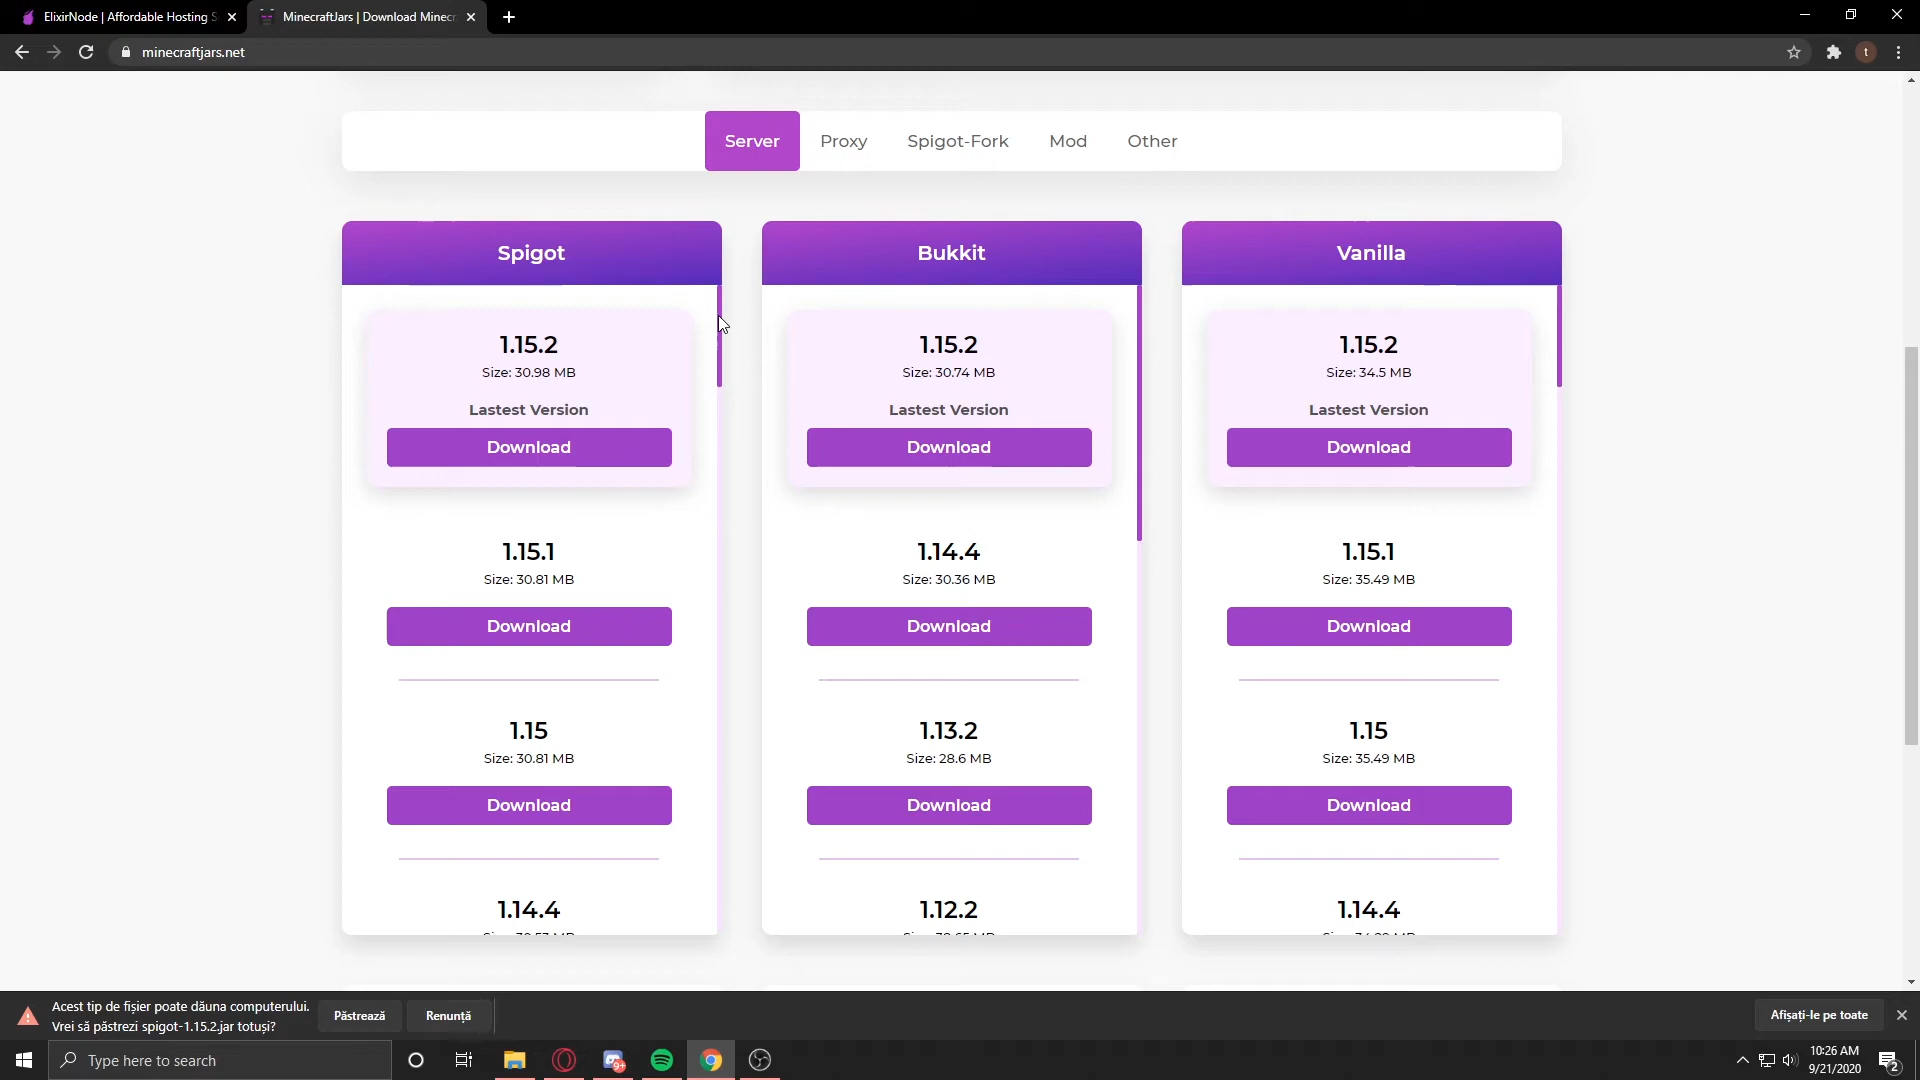 ElixirNode | Affordable Hosting S
MinecraftJars | Download Minecr
minecraftjars.net
t
Server
Proxy
Spigot-Fork
Mod
Other
Spigot
1.15.2
Size: 30.98 MB
Lastest Version
Download
1.15.1
Size: 30.81 MB
Download
1.15
Size: 30.81 MB
Download
1.14.4
Bukkit
1.15.2
Size: 30.74 MB
Lastest Version
Download
1.14.4
Size: 30.36 MB
Download
1.13.2
Size: 28.6 MB
Download
1.12.2
Vanilla
1.15.2
Size: 34.5 MB
Lastest Version
Download
1.15.1
Size: 35.49 MB
Download
1.15
Size: 35.49 MB
Download
1.14.4
Acest tip de fișier poate dăuna computerului.
Vrei să păstrezi spigot-1.15.2.jar totuși?
Păstrează
Renunță
Afișați-le pe toate
Type here to search
9+
10:26 AM
9/21/2020
2